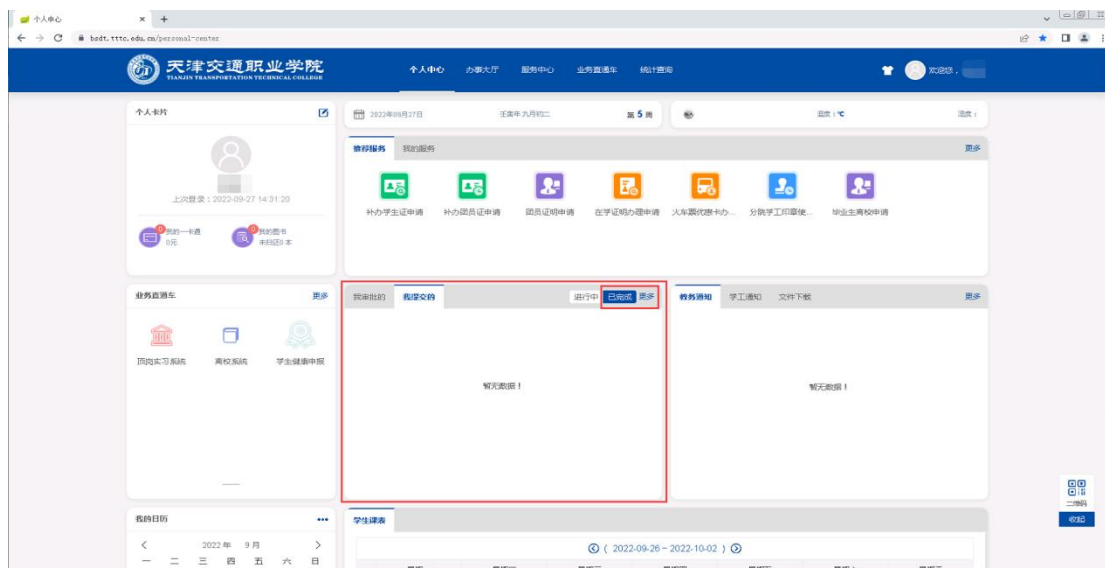 个人中心
bsdt.tttc.edu.cn/personal-center
天津交通职业学院
TIANJIN TRANSPORTATION TECHNICAL COLLEGE
个人中心 办事大厅 服务中心 业务直通车 统计查询
欢迎您，
个人卡片
2022年09月27日 壬寅年 九月初二 第 5 周 温度：℃ 湿度：
推荐服务 我的服务 更多
上次登录：2022-09-27 14:31:20
补办学生证申请 补办团员证申请 团员证明申请 在学证明办理申请 火车票优惠卡办... 分院学工印章使... 毕业生离校申请
0 我的一卡通
0元
0 我的图书
未归还0 本
业务直通车 更多
我审批的 我提交的 进行中 已完成 更多
教务通知 学工通知 文件下载 更多
顶岗实习系统 离校系统 学生健康申报
暂无数据！
暂无数据！
二维码
收起
我的日历
学生课表
2022 年 9 月
( 2022-09-26 ~ 2022-10-02 )
一 二 三 四 五 六 日